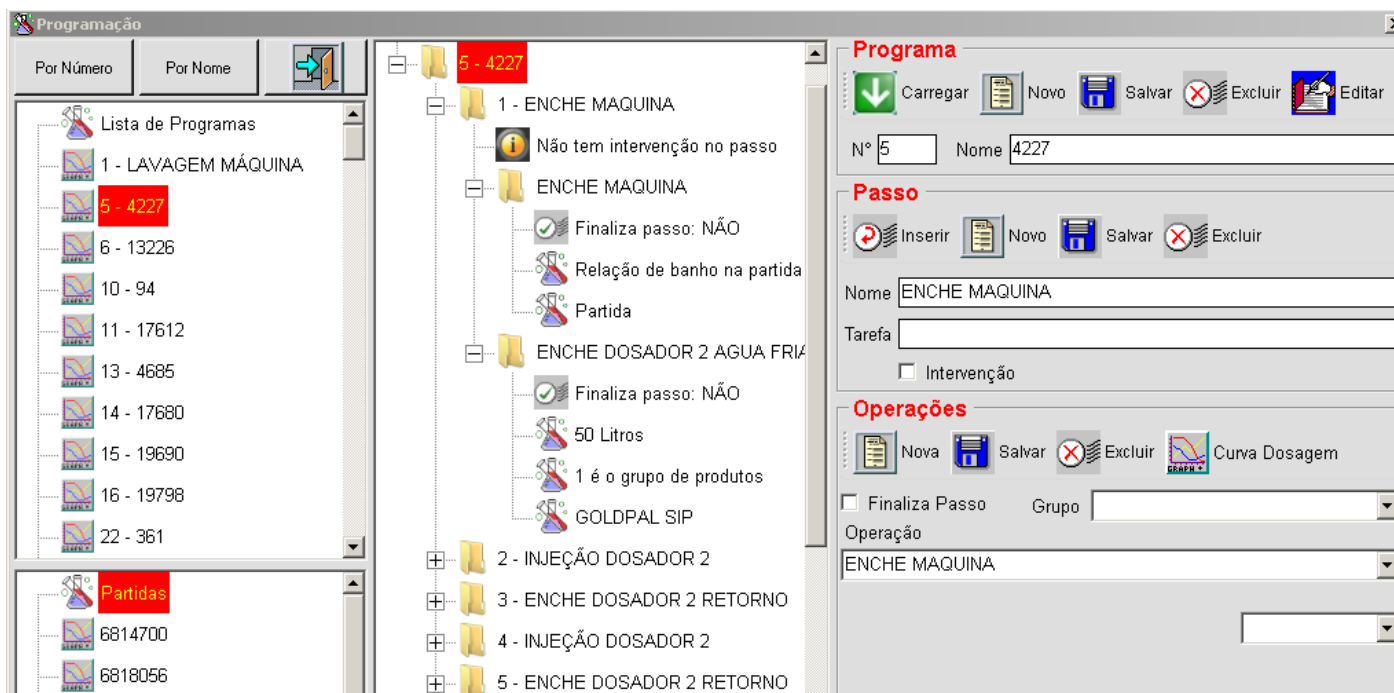 Programação
Por Número
Por Nome
Lista de Programas
1 - LAVAGEM MÁQUINA
5 - 4227
6 - 13226
10 - 94
11 - 17612
13 - 4685
14 - 17680
15 - 19690
16 - 19798
22 - 361
Partidas
6814700
6818056
5 - 4227
1 - ENCHE MAQUINA
Não tem intervenção no passo
ENCHE MAQUINA
Finaliza passo: NÃO
Relação de banho na partida
Partida
ENCHE DOSADOR 2 AGUA FRIA
Finaliza passo: NÃO
50 Litros
1 é o grupo de produtos
GOLDPAL SIP
2 - INJEÇÃO DOSADOR 2
3 - ENCHE DOSADOR 2 RETORNO
4 - INJEÇÃO DOSADOR 2
5 - ENCHE DOSADOR 2 RETORNO
Programa
Carregar Novo Salvar Excluir Editar
N° 5 Nome 4227
Passo
Inserir Novo Salvar Excluir
Nome ENCHE MAQUINA
Tarefa
Intervenção
Operações
Nova Salvar Excluir GRAPH Curva Dosagem
Finaliza Passo Grupo
Operação
ENCHE MAQUINA